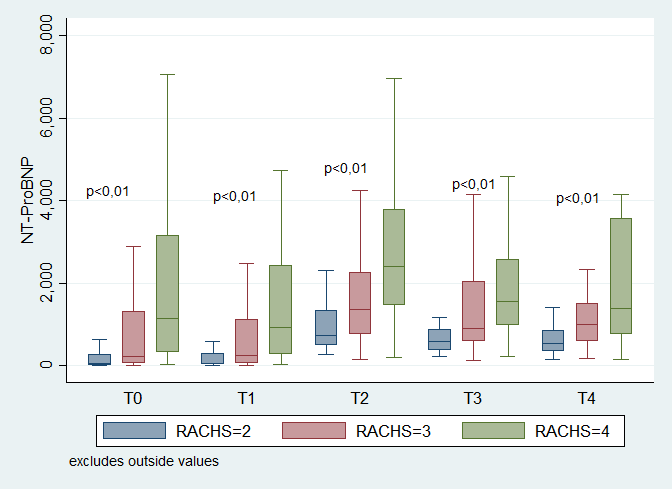 8,000
6,000
4,000
2,000
0
NT-ProBNP
p<0,01
p<0,01
p<0,01
p<0,01
p<0,01
T0 T1 T2 T3 T4
RACHS=2 RACHS=3 RACHS=4
excludes outside values